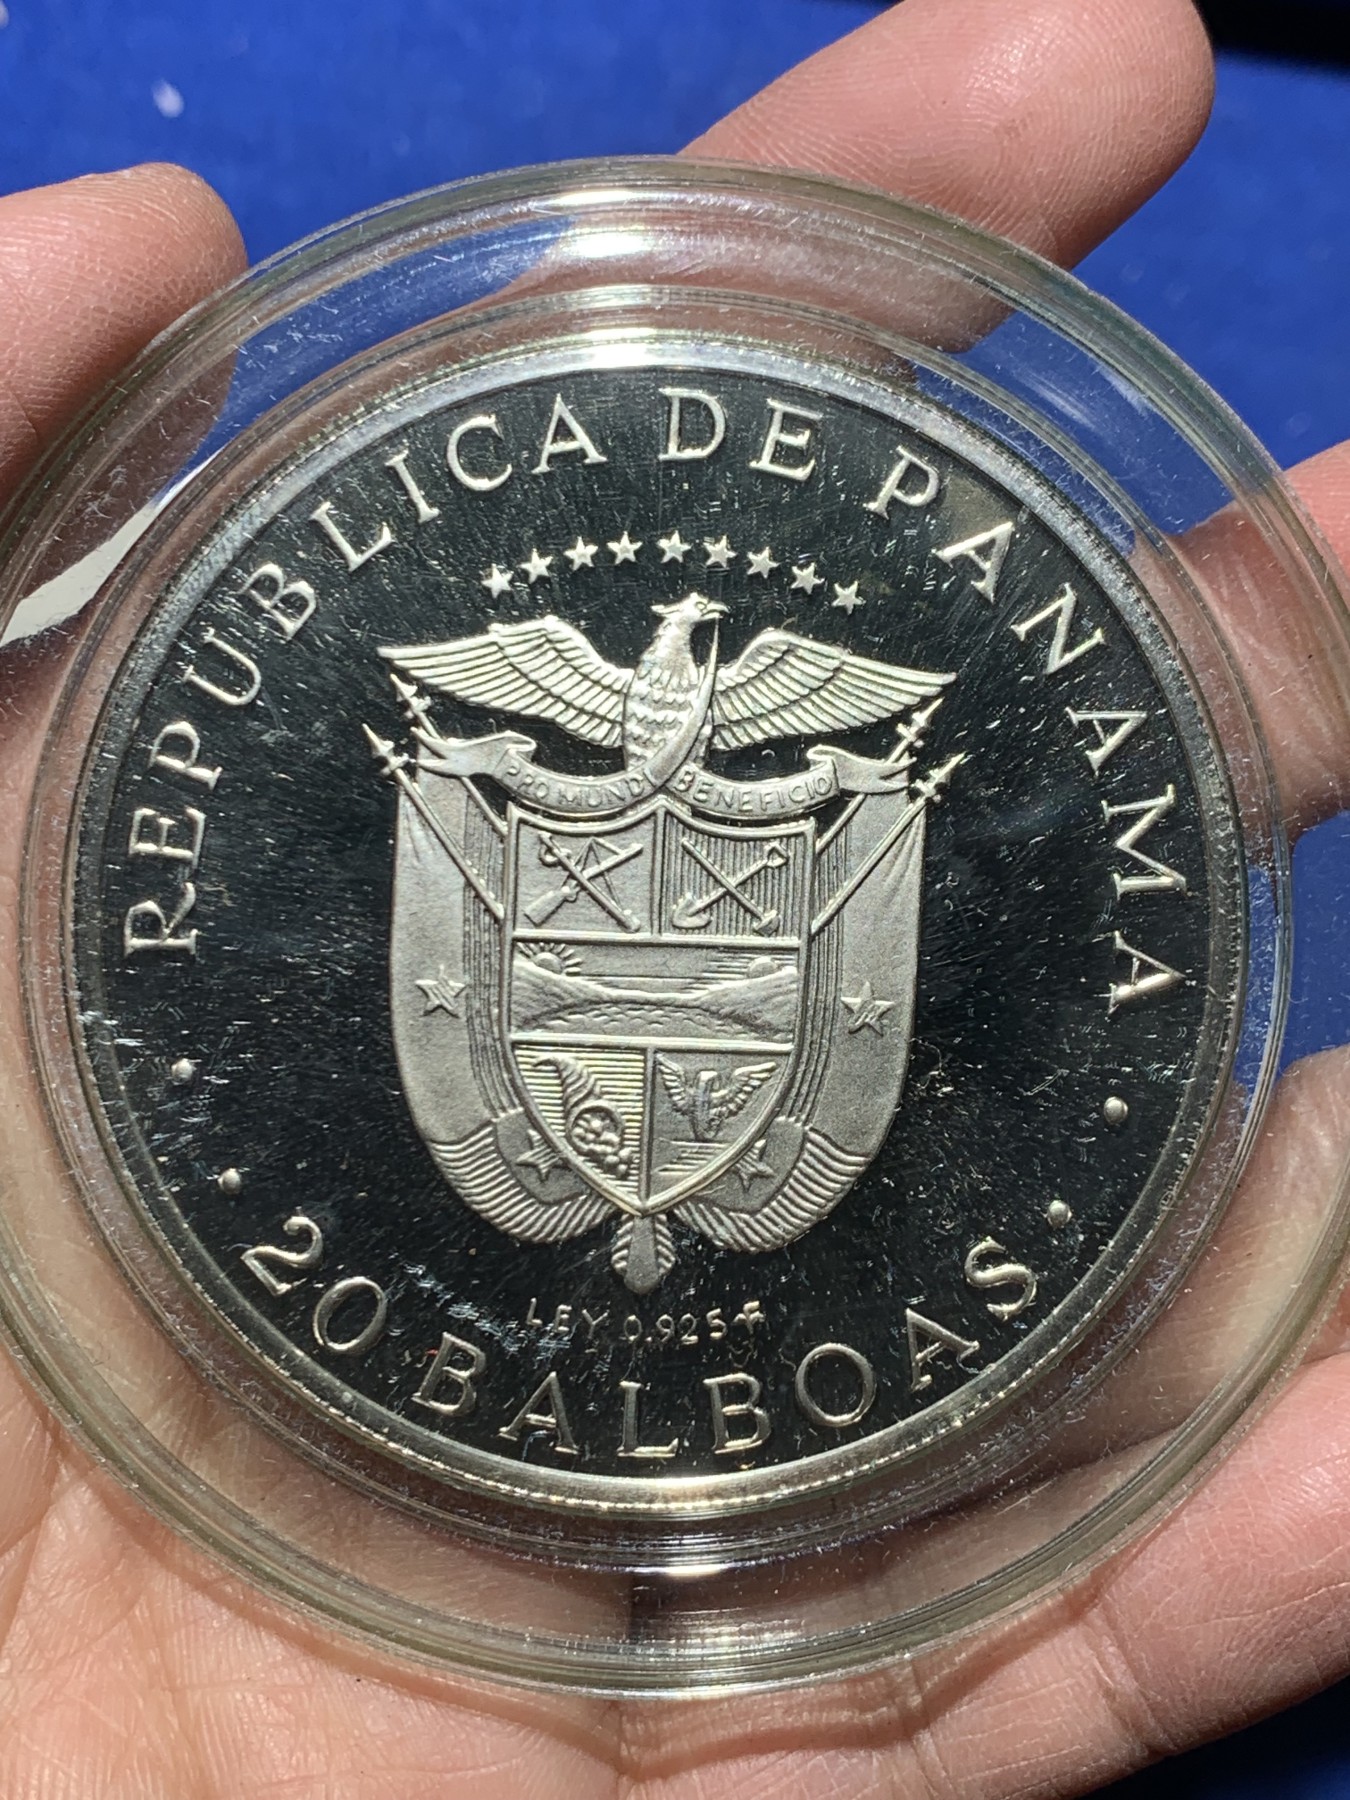 REPUBLICA DE PANAMA
PRO MUNDI BENEFICIO
LEY 0.925
20 BALBOAS